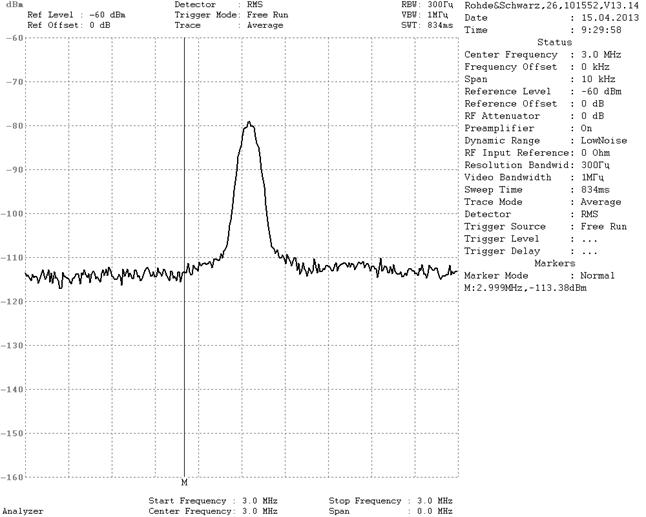 dBm
Ref Level : -60 dBm
Ref Offset: 0 dB
Detector : RMS
Trigger Mode: Free Run
Trace : Average
RBW: 300Гц
VBW: 1МГц
SWT: 834ms
-60
-70
-80
-90
-100
-110
-120
-130
-140
-150
-160
M
Start Frequency : 3.0 MHz
Stop Frequency : 3.0 MHz
Analyzer
Center Frequency: 3.0 MHz
Span : 0.0 MHz
Rohde&Schwarz,26,101552,V13.14
Date : 15.04.2013
Time : 9:29:58
Status
Center Frequency : 3.0 MHz
Frequency Offset : 0 kHz
Span : 10 kHz
Reference Level : -60 dBm
Reference Offset : 0 dB
RF Attenuator : 0 dB
Preamplifier : On
Dynamic Range : LowNoise
RF Input Reference: 0 Ohm
Resolution Bandwid: 300Гц
Video Bandwidth : 1МГц
Sweep Time : 834ms
Trace Mode : Average
Detector : RMS
Trigger Source : Free Run
Trigger Level : ...
Trigger Delay : ...
Markers
Marker Mode : Normal
M:2.999MHz,-113.38dBm